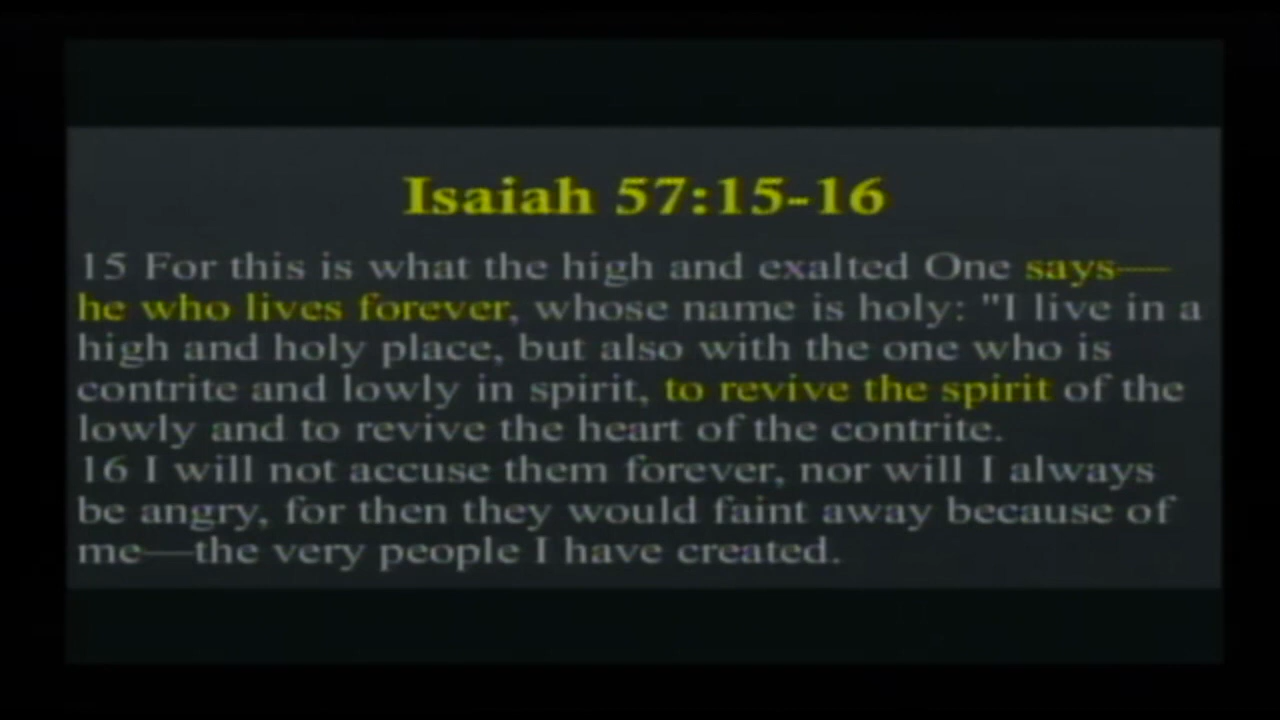 Isaiah 57:15-16
15 For this is what the high and exalted One says—
he who lives forever, whose name is holy: "I live in a
high and holy place, but also with the one who is
contrite and lowly in spirit, to revive the spirit of the
lowly and to revive the heart of the contrite.
16 I will not accuse them forever, nor will I always
be angry, for then they would faint away because of
me—the very people I have created.